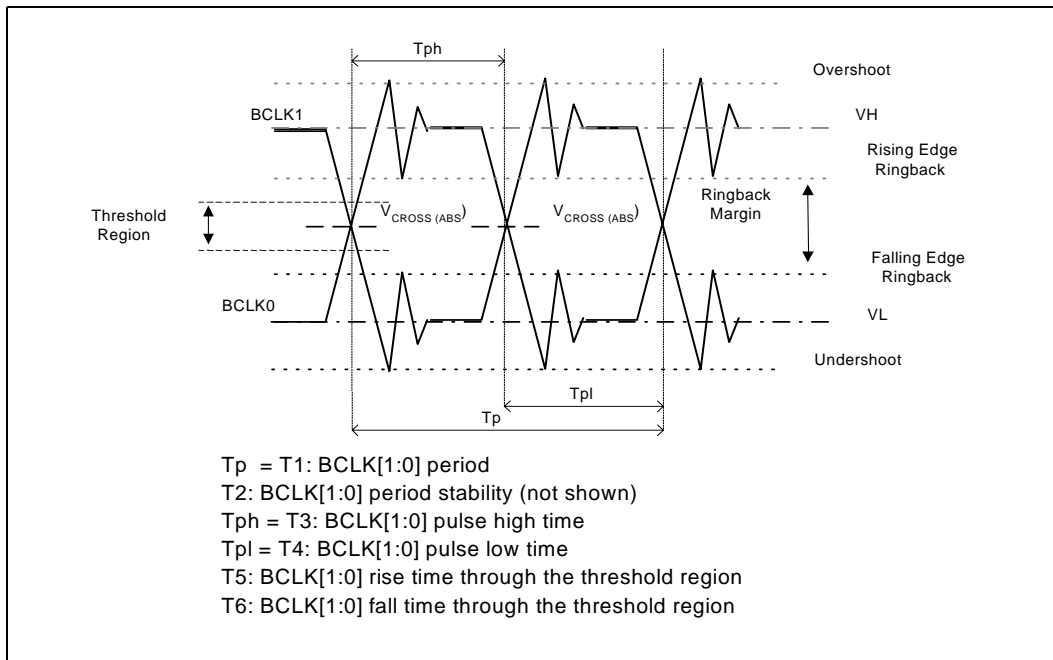 Tph
Overshoot
BCLK1
VH
Rising Edge
Ringback
Threshold
Region
VCROSS (ABS)
VCROSS (ABS)
Ringback
Margin
Falling Edge
Ringback
BCLK0
VL
Undershoot
Tpl
Tp
Tp = T1: BCLK[1:0] period
T2: BCLK[1:0] period stability (not shown)
Tph = T3: BCLK[1:0] pulse high time
Tpl = T4: BCLK[1:0] pulse low time
T5: BCLK[1:0] rise time through the threshold region
T6: BCLK[1:0] fall time through the threshold region